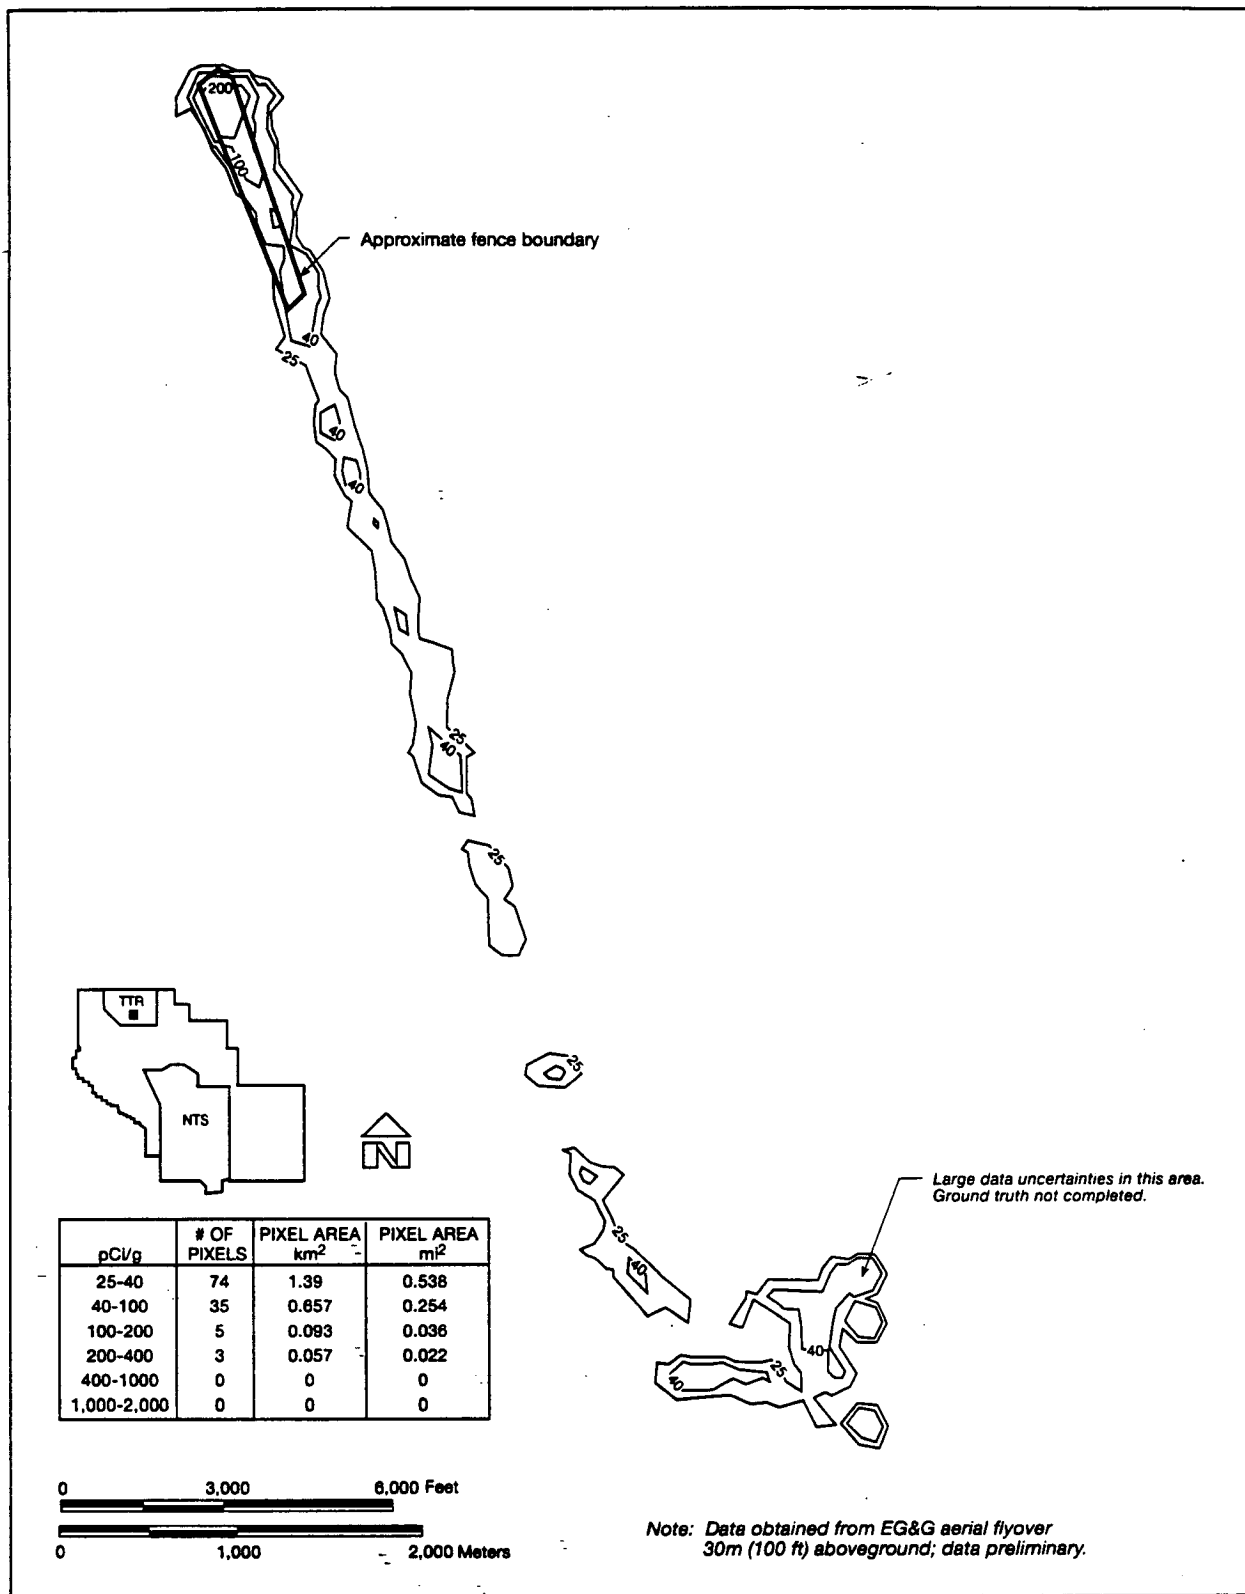 200
100
Approximate fence boundary
40
25
40
40
25
40
25
25
TTR
NTS
N
Large data uncertainties in this area.
Ground truth not completed.
25
40
pCi/g # OF PIXELS PIXEL AREA km² PIXEL AREA mi²
25-40 74 1.39 0.538
40-100 35 0.657 0.254
100-200 5 0.093 0.036
200-400 3 0.057 0.022
400-1000 0 0 0
1,000-2,000 0 0 0
40
25
40
0 3,000 6,000 Feet
0 1,000 2,000 Meters
Note: Data obtained from EG&G aerial flyover
30m (100 ft) aboveground; data preliminary.